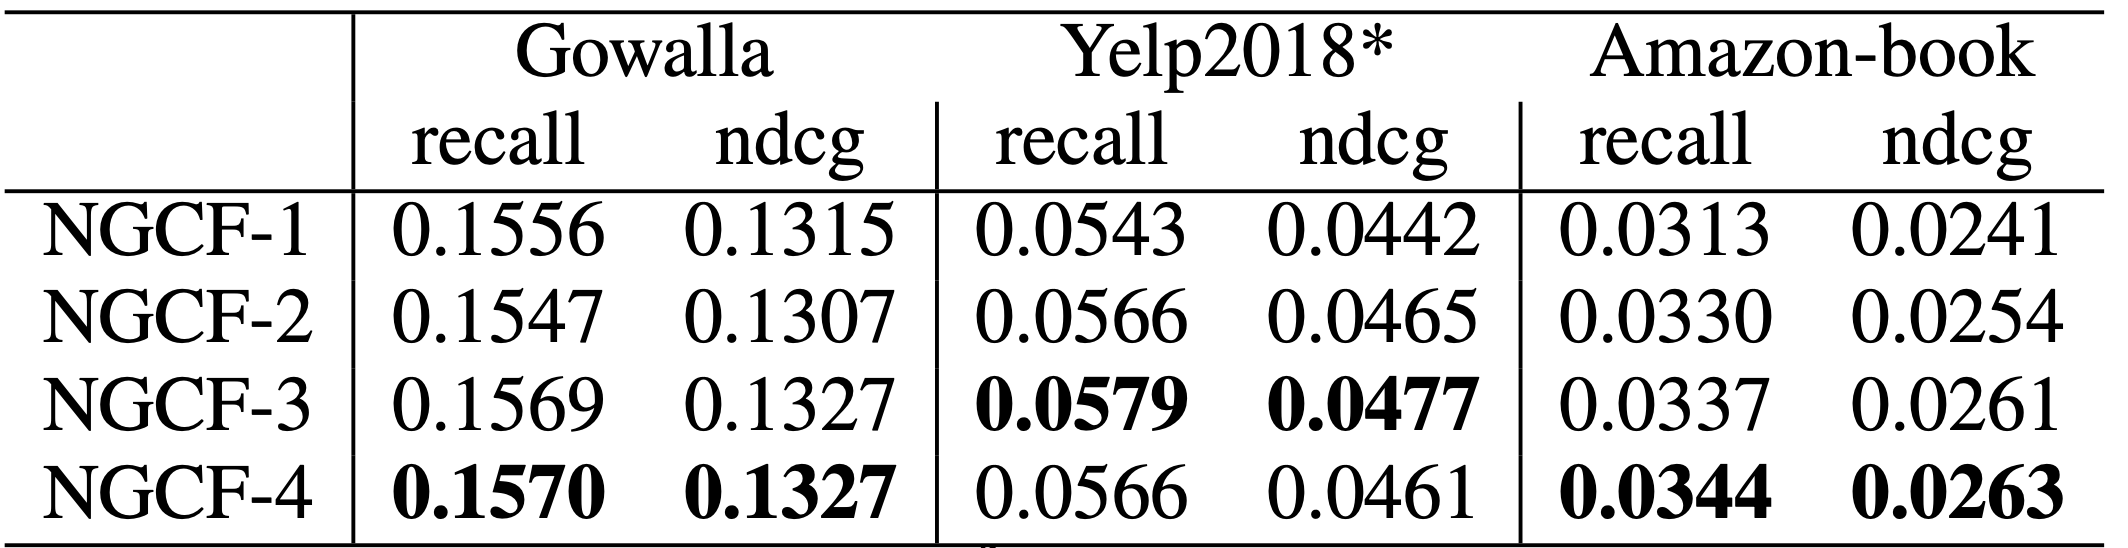 Gowalla Yelp2018* Amazon-book
recall ndcg recall ndcg recall ndcg
NGCF-1 0.1556 0.1315 0.0543 0.0442 0.0313 0.0241
NGCF-2 0.1547 0.1307 0.0566 0.0465 0.0330 0.0254
NGCF-3 0.1569 0.1327 0.0579 0.0477 0.0337 0.0261
NGCF-4 0.1570 0.1327 0.0566 0.0461 0.0344 0.0263